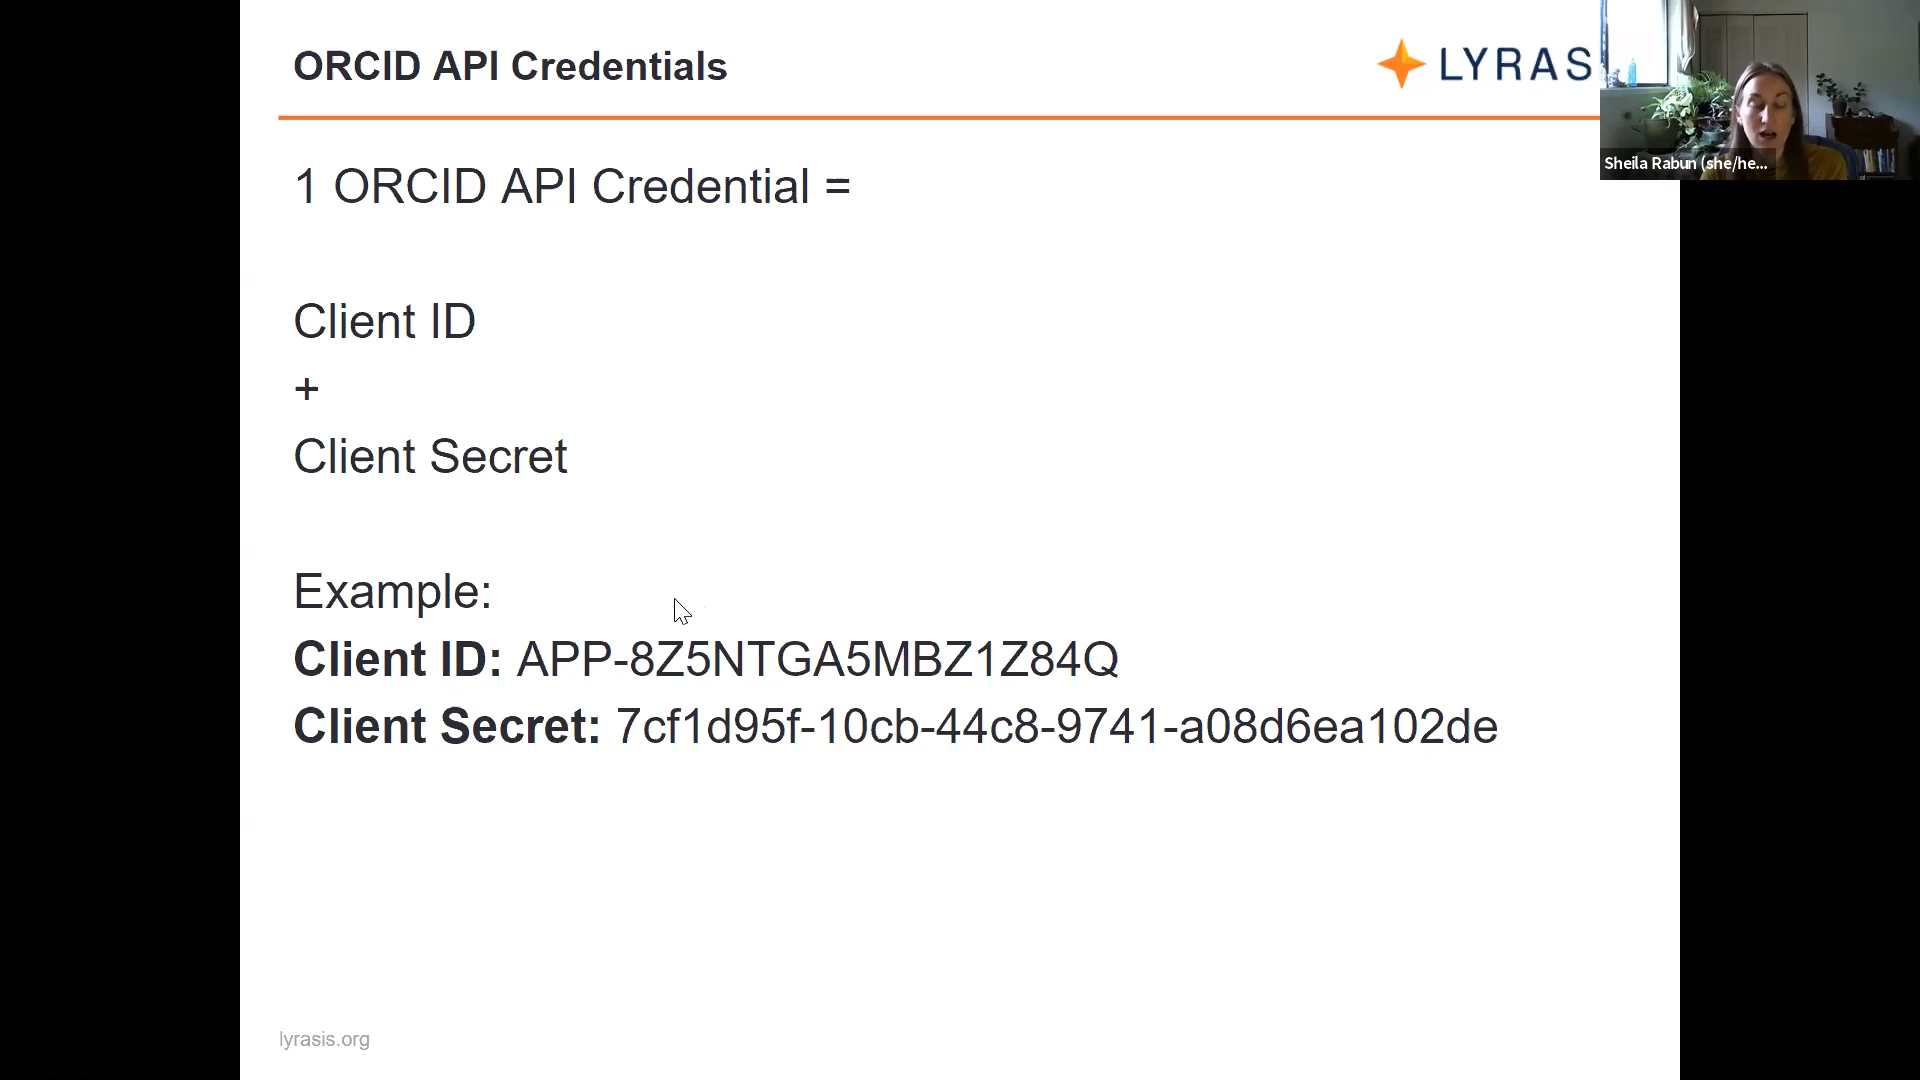 ORCID API Credentials
LYRAS
Sheila Rabun (she/he...
1 ORCID API Credential =
Client ID
+
Client Secret
Example:
Client ID: APP-8Z5NTGA5MBZ1Z84Q
Client Secret: 7cf1d95f-10cb-44c8-9741-a08d6ea102de
lyrasis.org